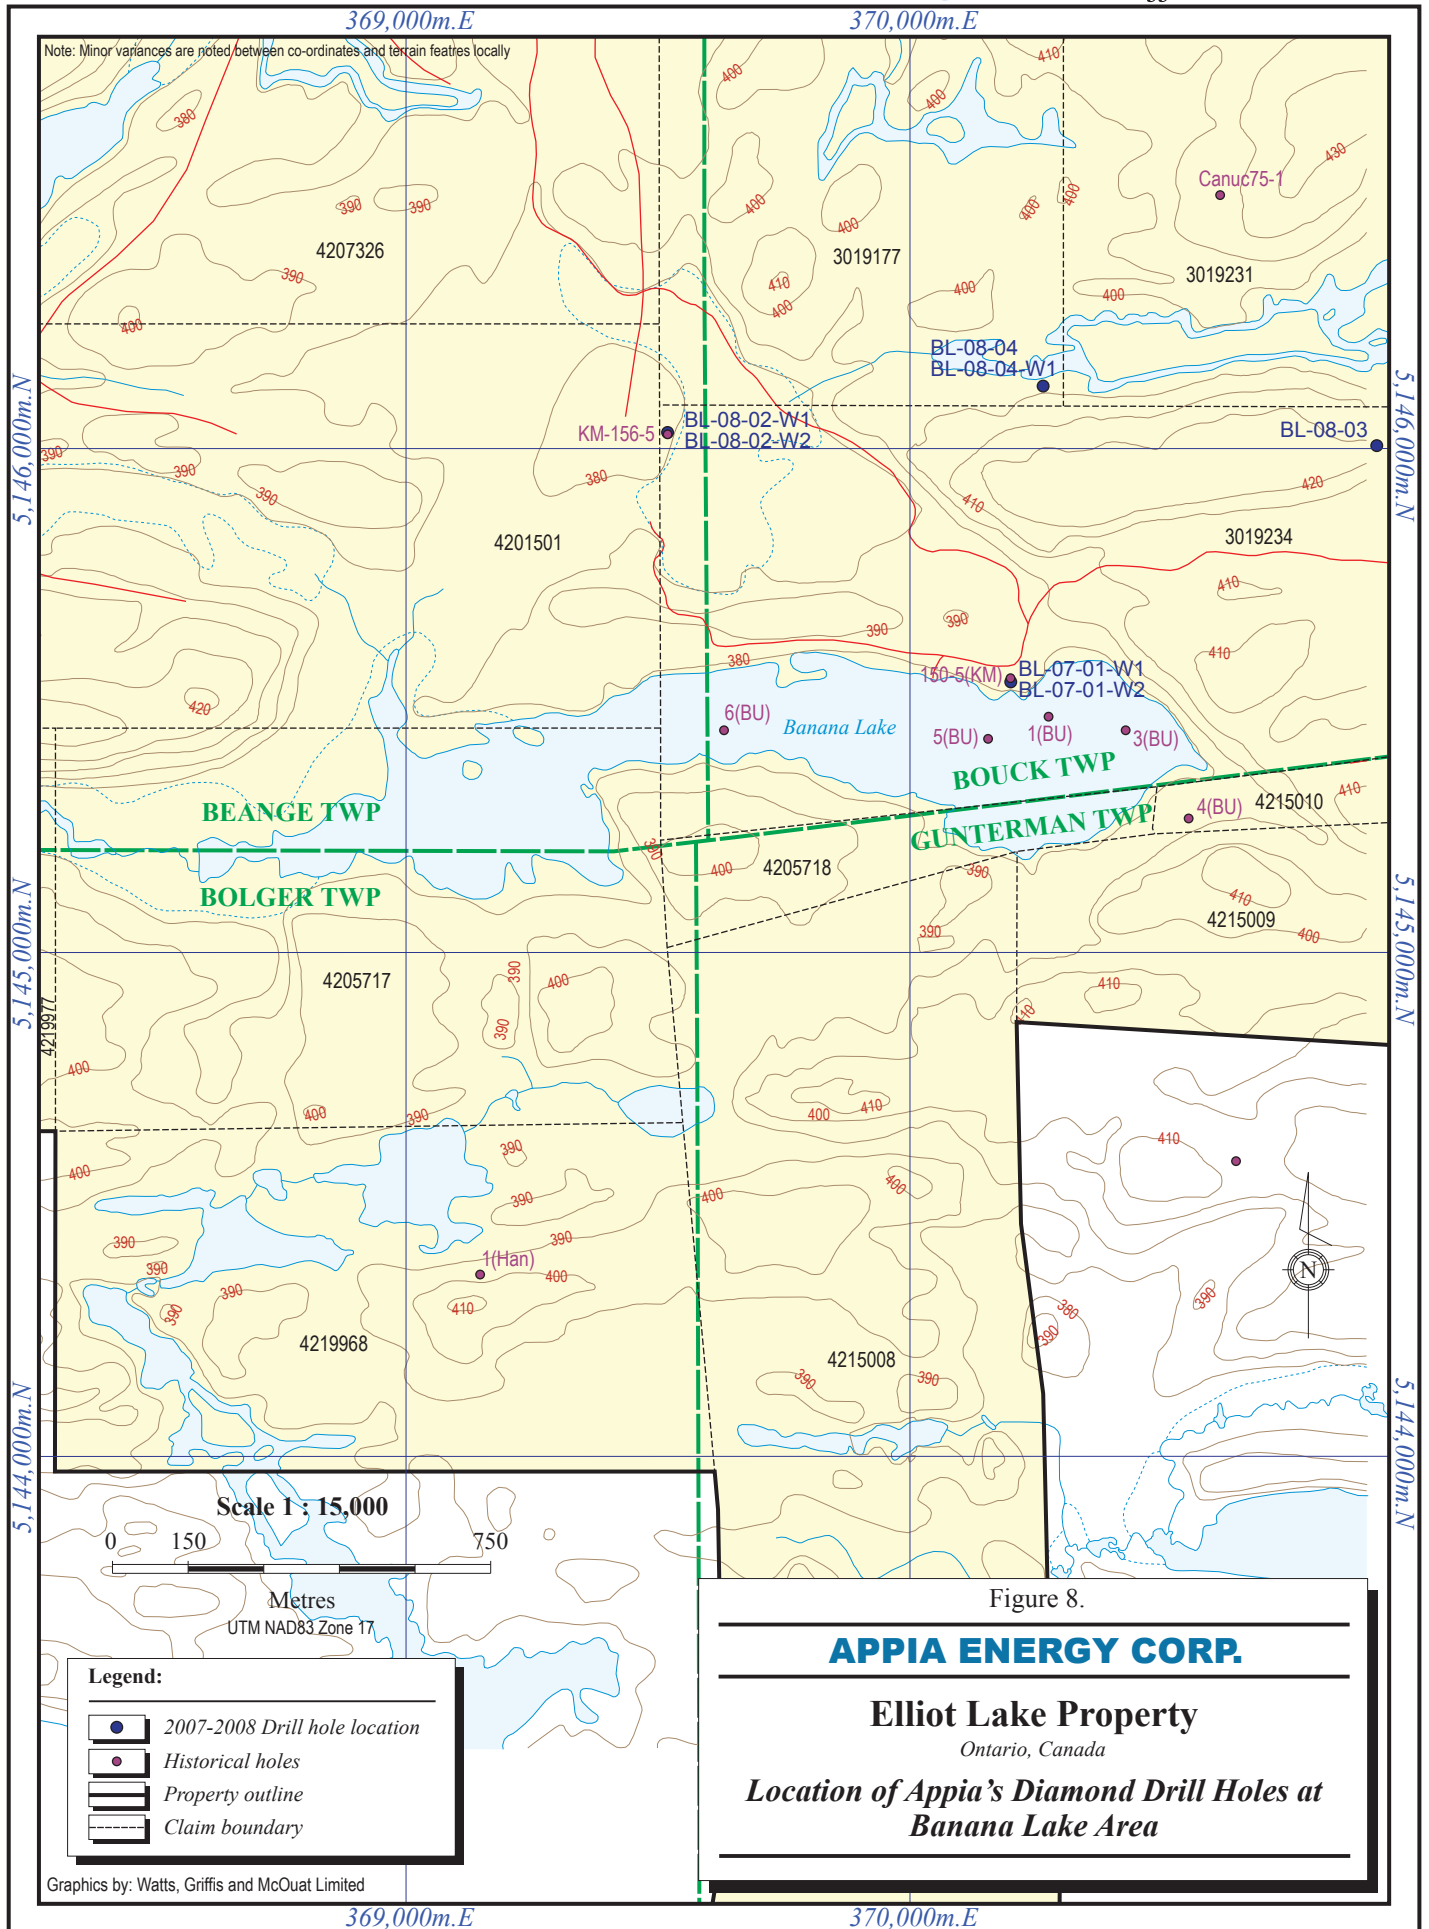 369,000m.E 370,000m.E
Note: Minor variances are noted between co-ordinates and terrain featres locally
410
400
400
380
430
Canuc75-1
400
400
390 390
400
400
4207326
3019177
3019231
390
410
400
400
400
400
BL-08-04
BL-08-04-W1
5,146,000m.N
5,146,000m.N
KM-156-5
BL-08-02-W1
BL-08-02-W2
BL-08-03
390
390
380
420
390
410
4201501
3019234
410
390
390
380
410
150-5(KM)
BL-07-01-W1
BL-07-01-W2
420
6(BU)
Banana Lake
5(BU)
1(BU)
3(BU)
BOUCK TWP
410
4215010
4(BU)
BEANGE TWP
GUNTERMAN TWP
390
400
4205718
390
BOLGER TWP
410
4215009
390
400
5,145,000m.N
5,145,000m.N
4205717
390
400
410
4219977
390
410
400
400
390
400
410
390
410
400
400
400
390
390
390
1(Han)
390
400
N
390
390
390
410
380
390
390
4219968
4215008
390
390
5,144,000m.N
5,144,000m.N
Scale 1 : 15,000
0 150 750
Metres
UTM NAD83 Zone 17
Legend:
2007-2008 Drill hole location
Historical holes
Property outline
Claim boundary
Graphics by: Watts, Griffis and McOuat Limited
Figure 8.
APPIA ENERGY CORP.
Elliot Lake Property
Ontario, Canada
Location of Appia's Diamond Drill Holes at
Banana Lake Area
369,000m.E 370,000m.E